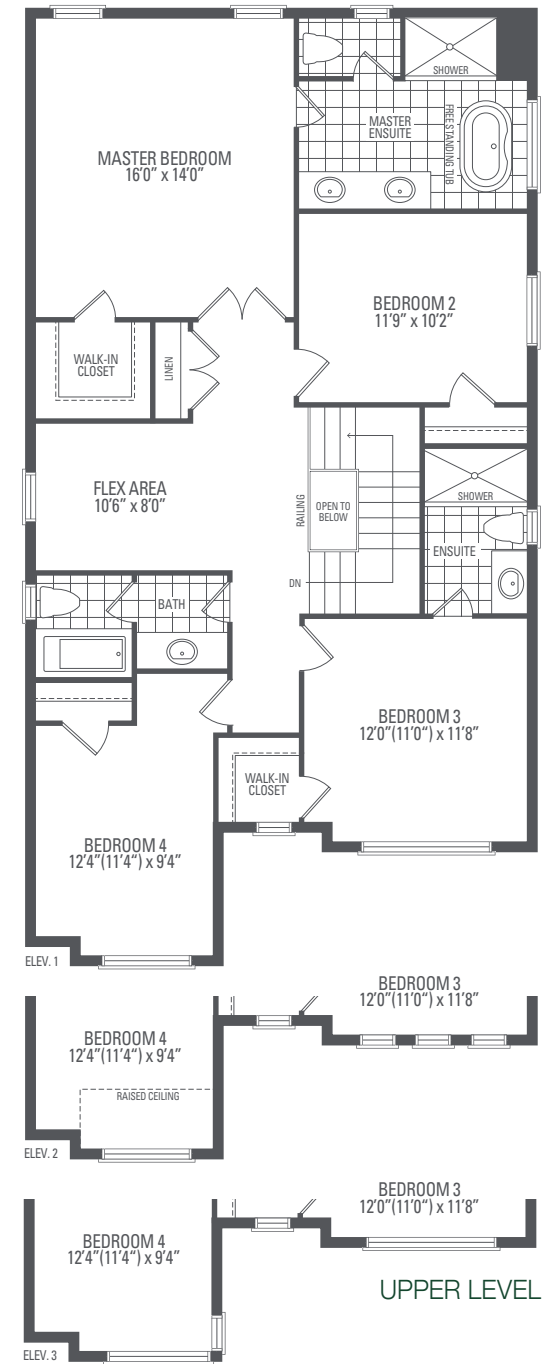 SHOWER
MASTER
ENSUITE
FREE STANDING TUB
MASTER BEDROOM
16'0" x 14'0"
BEDROOM 2
11'9" x 10'2"
WALK-IN
CLOSET
LINEN
FLEX AREA
10'6" x 8'0"
RAILING
OPEN TO
BELOW
SHOWER
ENSUITE
DN
BATH
BEDROOM 3
12'0"(11'0") x 11'8"
WALK-IN
CLOSET
BEDROOM 4
12'4"(11'4") x 9'4"
ELEV. 1
BEDROOM 3
12'0"(11'0") x 11'8"
BEDROOM 4
12'4"(11'4") x 9'4"
RAISED CEILING
ELEV. 2
BEDROOM 3
12'0"(11'0") x 11'8"
BEDROOM 4
12'4"(11'4") x 9'4"
UPPER LEVEL
ELEV. 3